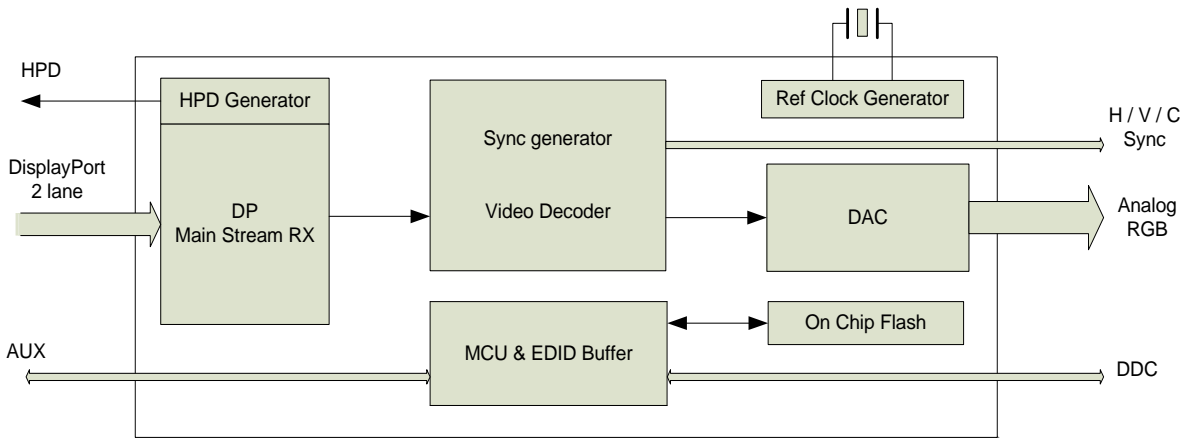 HPD
HPD Generator
Ref Clock Generator
H / V / C
Sync
Sync generator
DisplayPort
2 lane
DP
Main Stream RX
Video Decoder
DAC
Analog
RGB
On Chip Flash
MCU & EDID Buffer
AUX
DDC